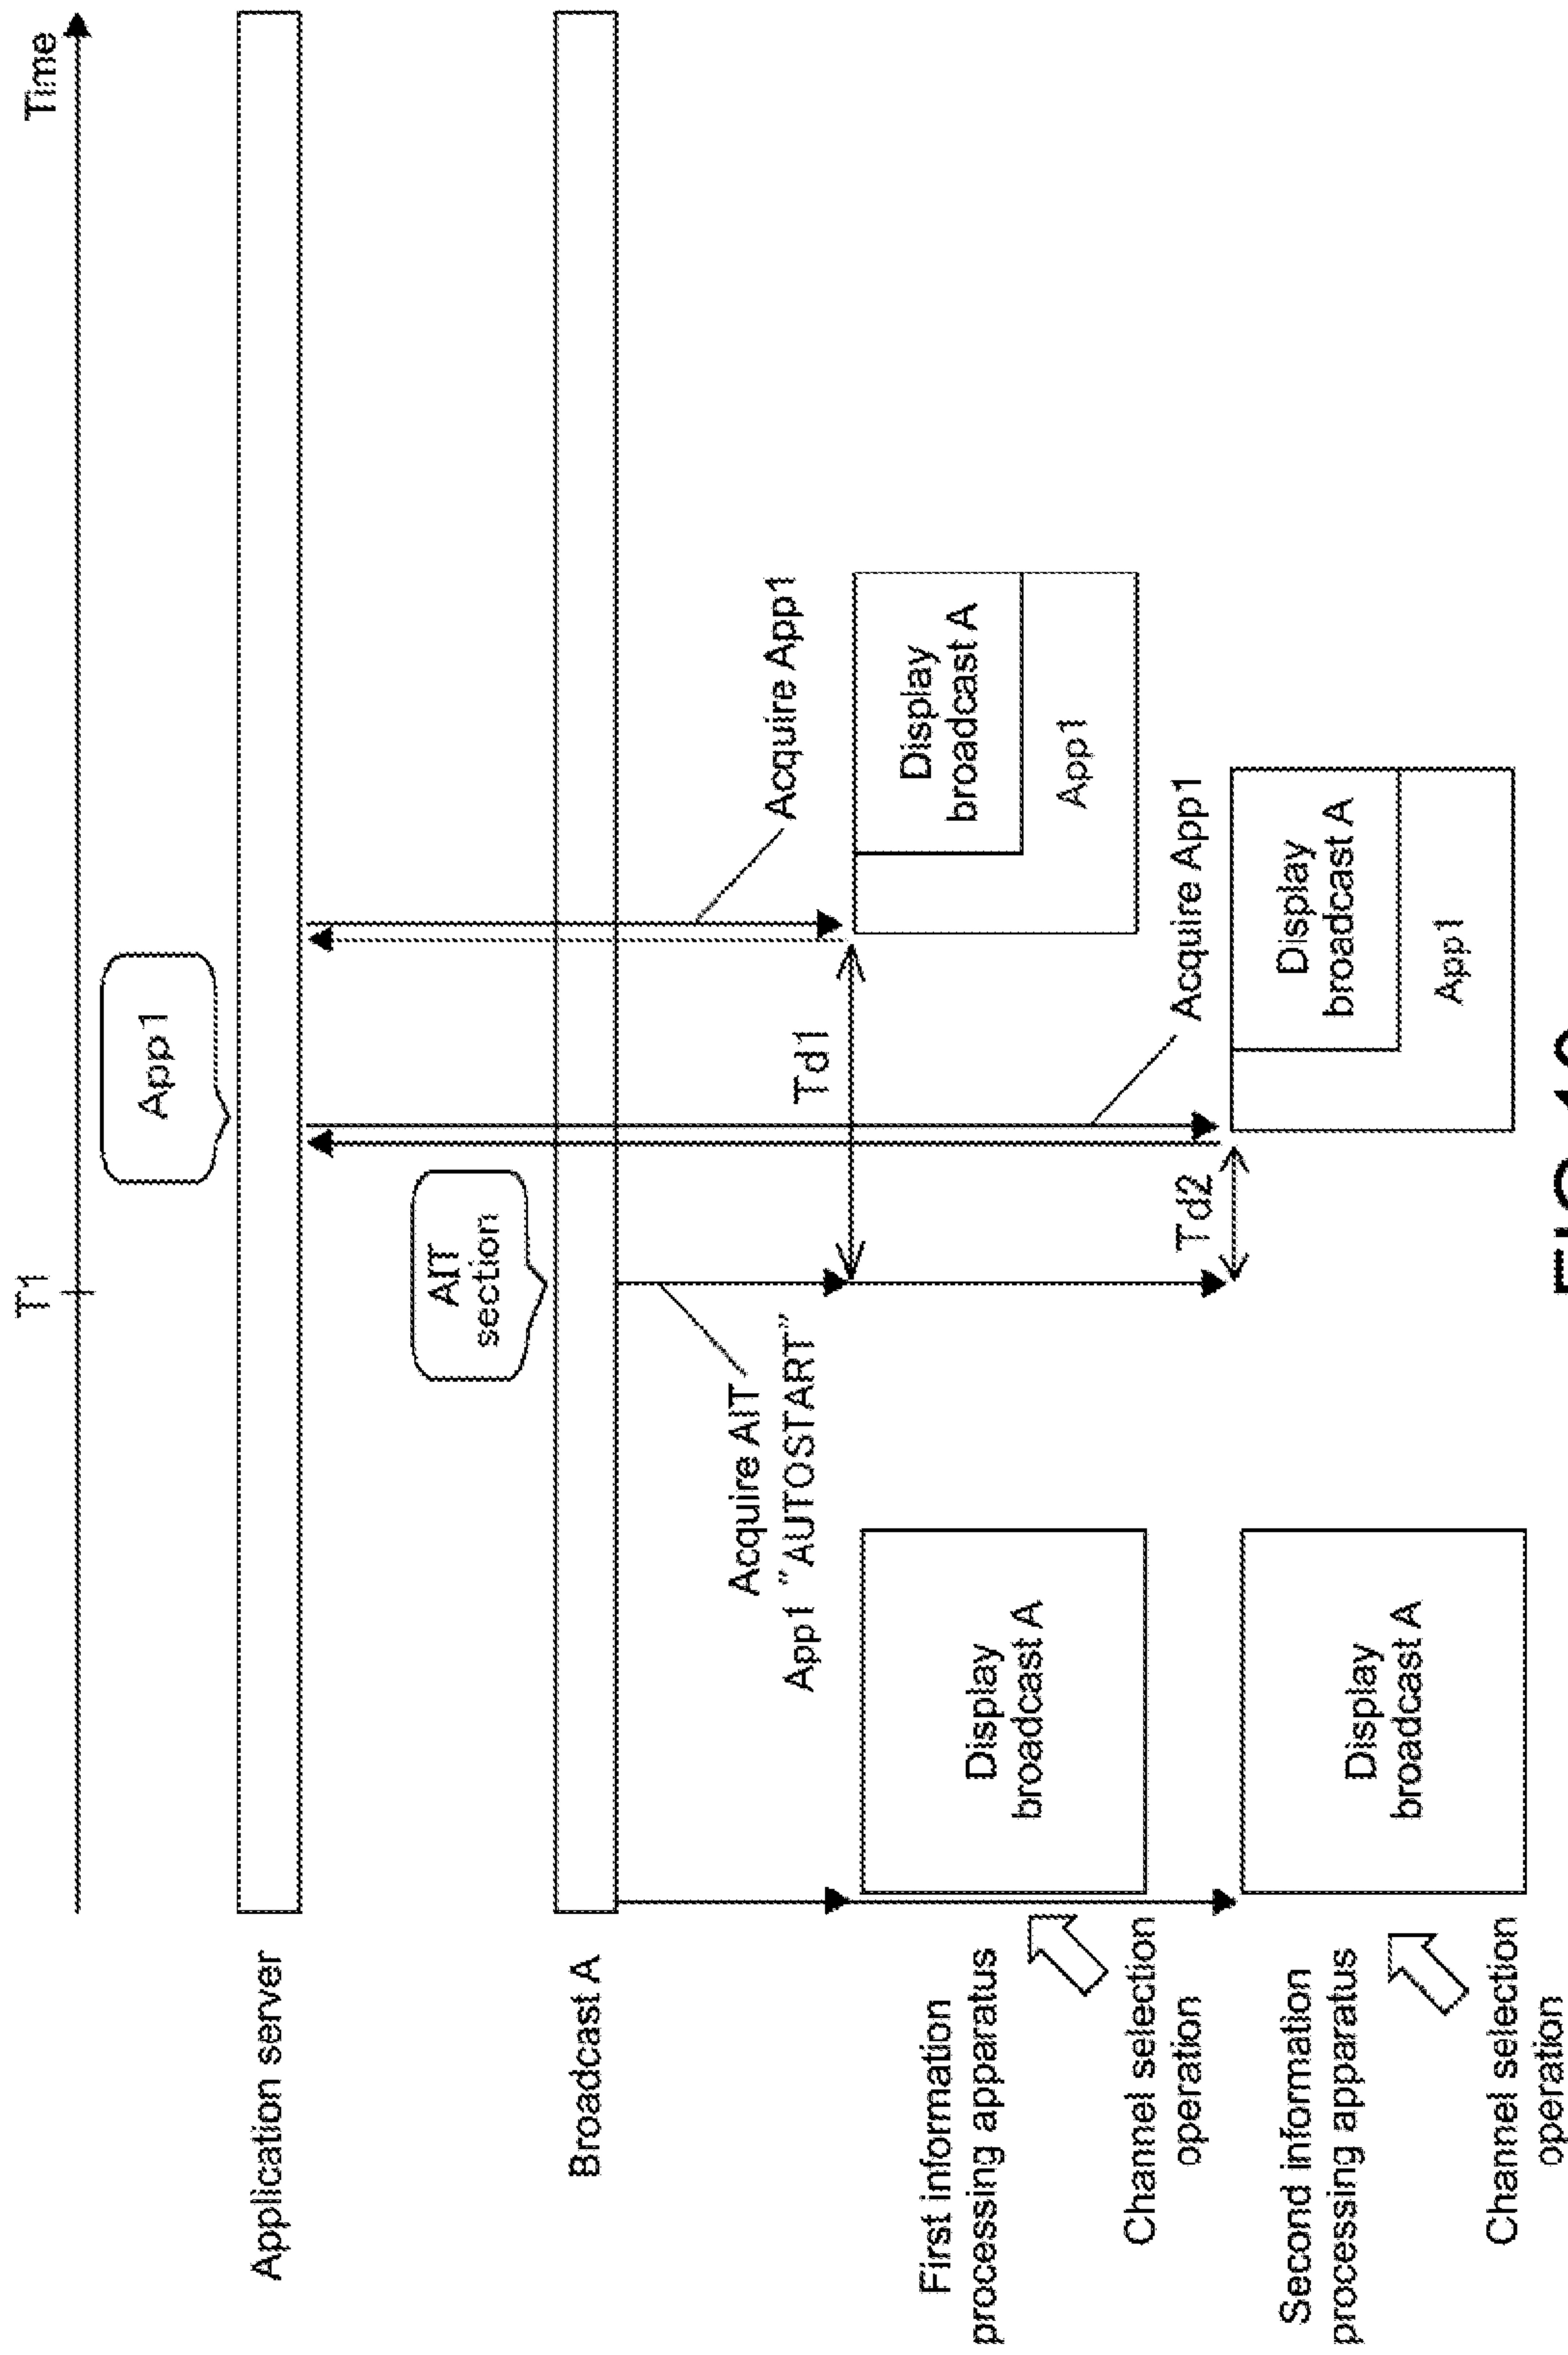 Time
T1
App1
Application server
AIT
section
Broadcast A
Acquire AIT
App1 "AUTOSTART"
Acquire App1
First information
processing apparatus
Channel selection
operation
Display
broadcast A
Td1
Display
broadcast A
App1
Acquire App1
Second information
processing apparatus
Channel selection
operation
Display
broadcast A
Td2
Display
broadcast A
App1